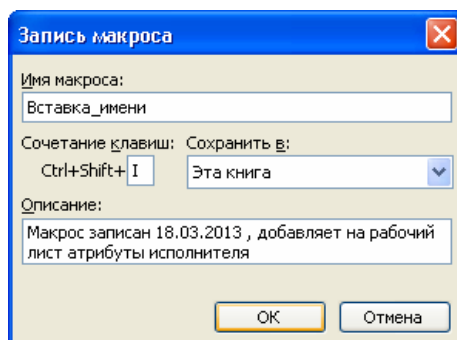 Запись макроса
Имя макроса:
Вставка_имени
Сочетание клавиш: Сохранить в:
Ctrl+Shift+ I Эта книга
Описание:
Макрос записан 18.03.2013 , добавляет на рабочий
лист атрибуты исполнителя
ОК Отмена